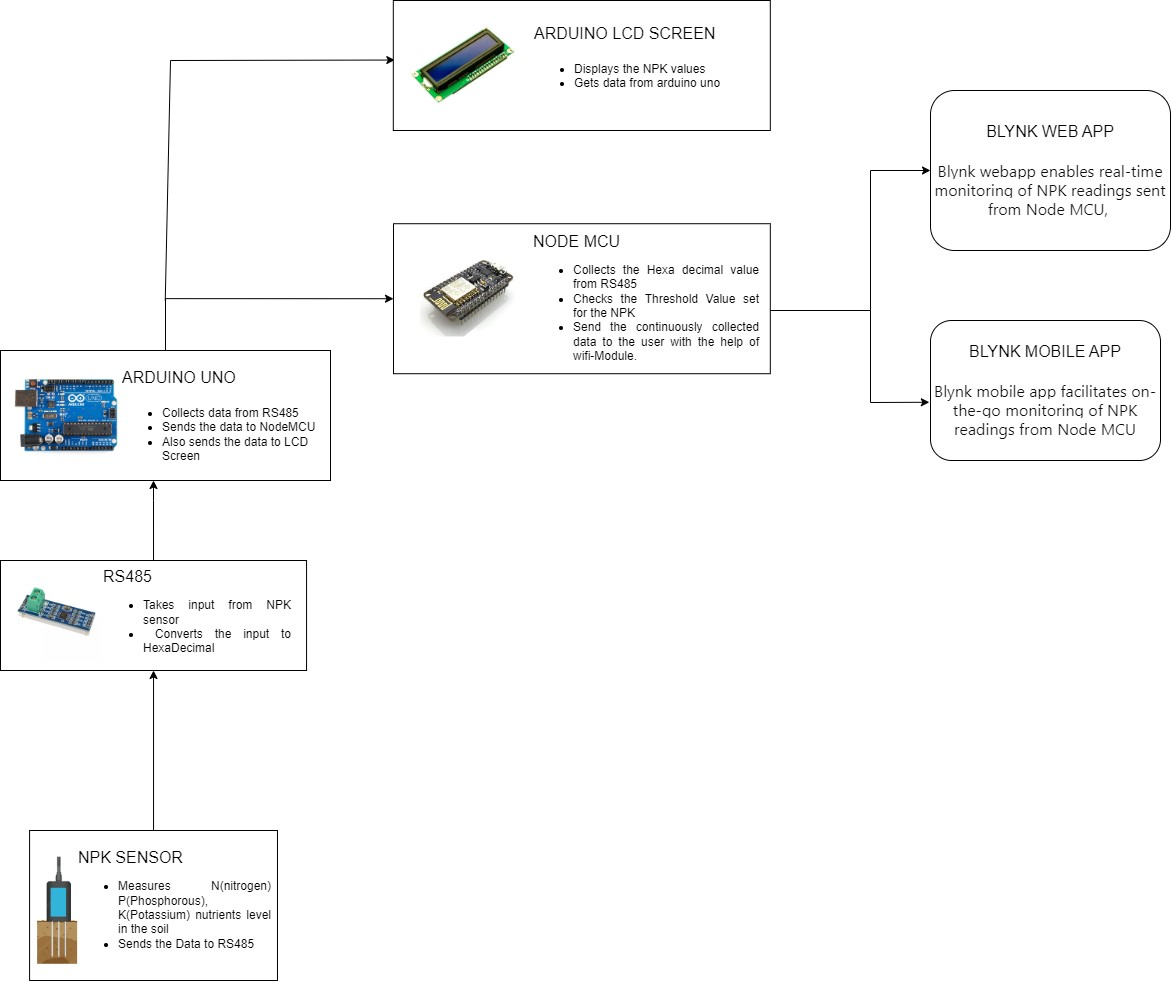 ARDUINO LCD SCREEN
Displays the NPK values
Gets data from arduino uno
BLYNK WEB APP
Blynk webapp enables real-time
monitoring of NPK readings sent
from Node MCU,
NODE MCU
Collects the Hexa decimal value
from RS485
Checks the Threshold Value set
for the NPK
Send the continuously collected
data to the user with the help of
wifi-Module.
BLYNK MOBILE APP
Blynk mobile app facilitates on-
the-go monitoring of NPK
readings from Node MCU
ARDUINO UNO
Collects data from RS485
Sends the data to NodeMCU
Also sends the data to LCD
Screen
RS485
Takes input from NPK
sensor
Converts the input to
HexaDecimal
NPK SENSOR
Measures N(nitrogen)
P(Phosphorous),
K(Potassium) nutrients level
in the soil
Sends the Data to RS485